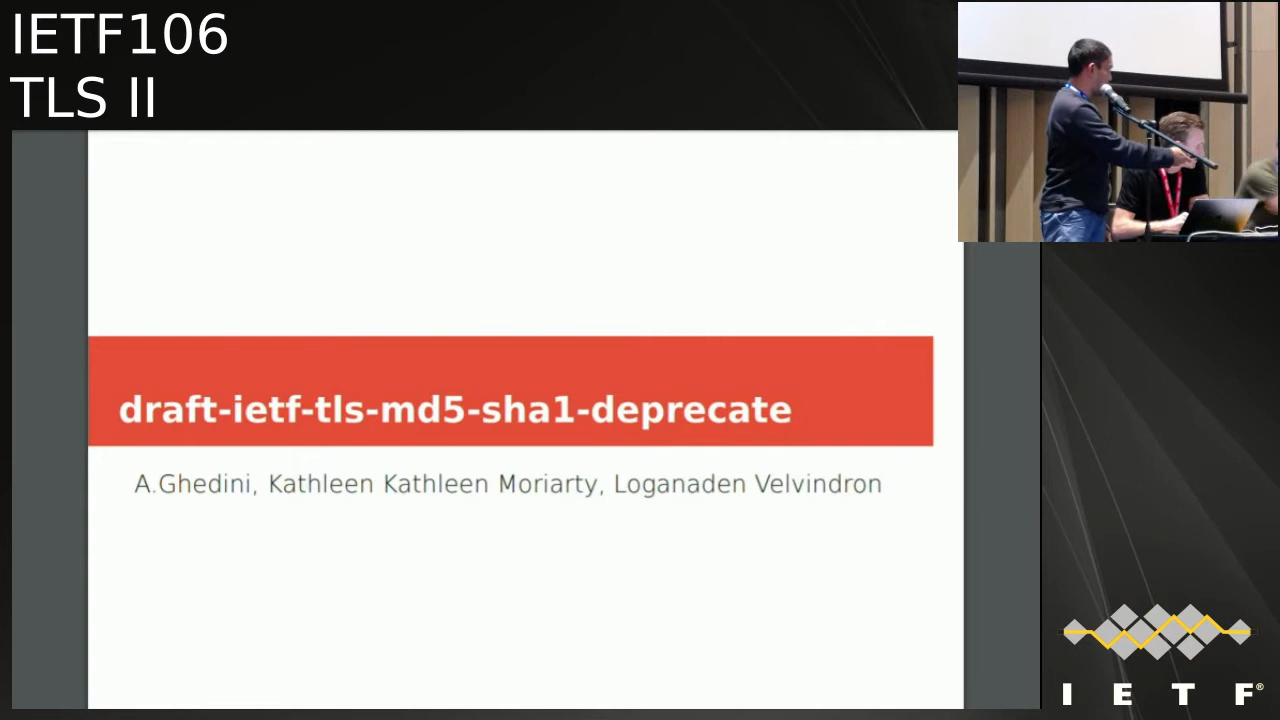 IETF106
TLS II
draft-ietf-tls-md5-sha1-deprecate
A.Ghedini, Kathleen Kathleen Moriarty, Loganaden Velvindron
I E T F®